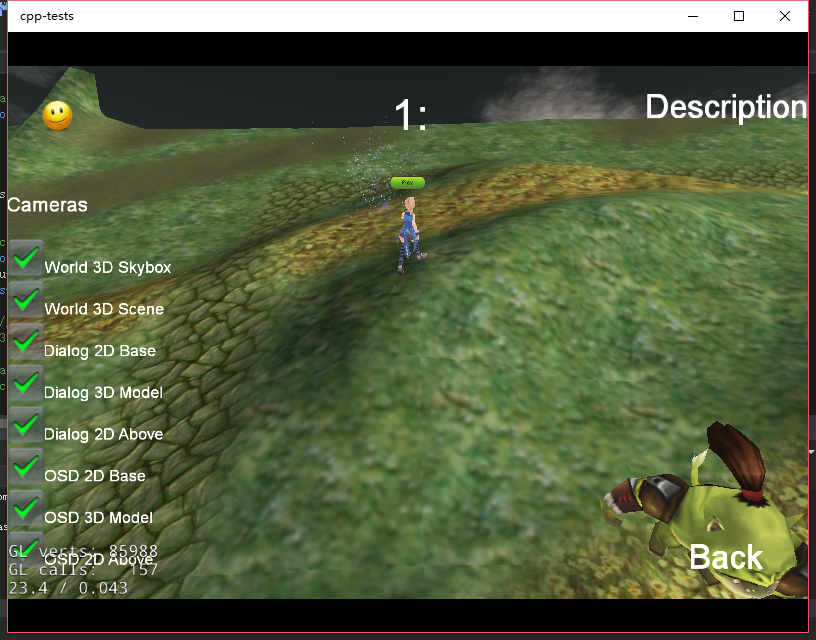 cpp-tests
1:
Description
Play
Cameras
World 3D Skybox
World 3D Scene
Dialog 2D Base
Dialog 3D Model
Dialog 2D Above
OSD 2D Base
OSD 3D Model
OSD 2D Above
GL verts: 85988
GL calls: 157
23.4 / 0.043
Back